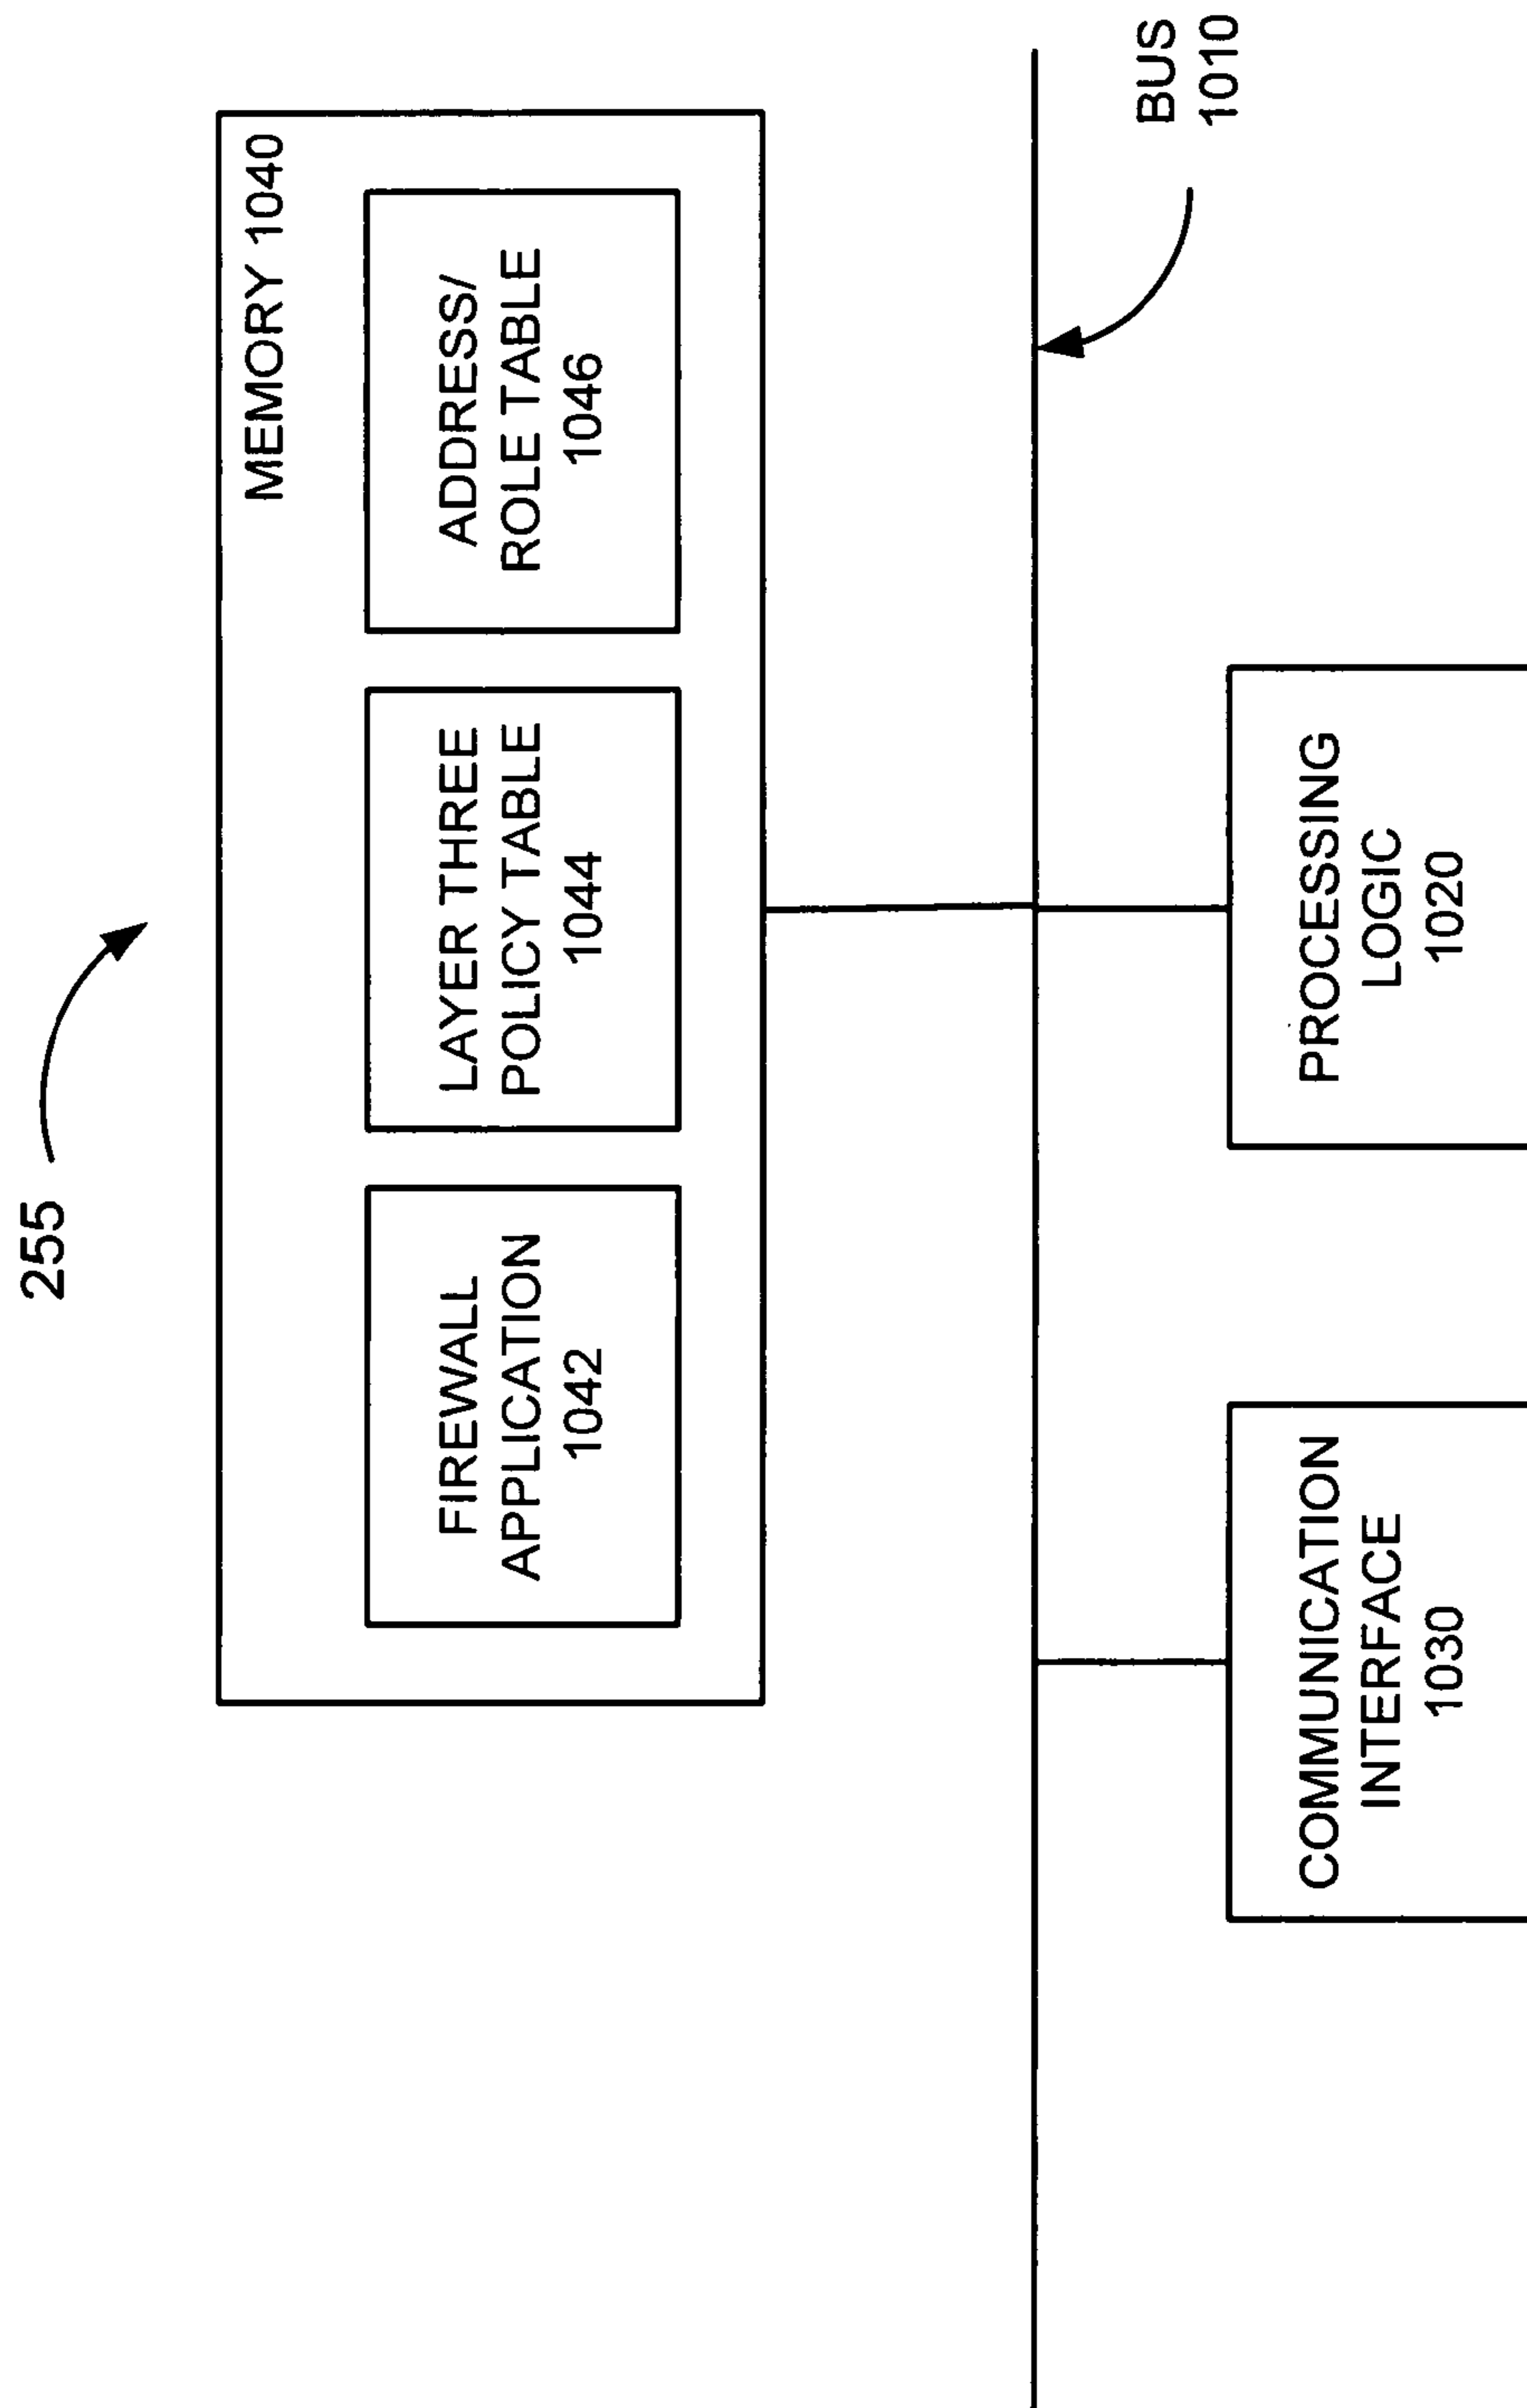 255
MEMORY 1040
FIREWALL
APPLICATION
1042
LAYER THREE
POLICY TABLE
1044
ADDRESS/
ROLE TABLE
1046
BUS
1010
COMMUNICATION
INTERFACE
1030
PROCESSING
LOGIC
1020